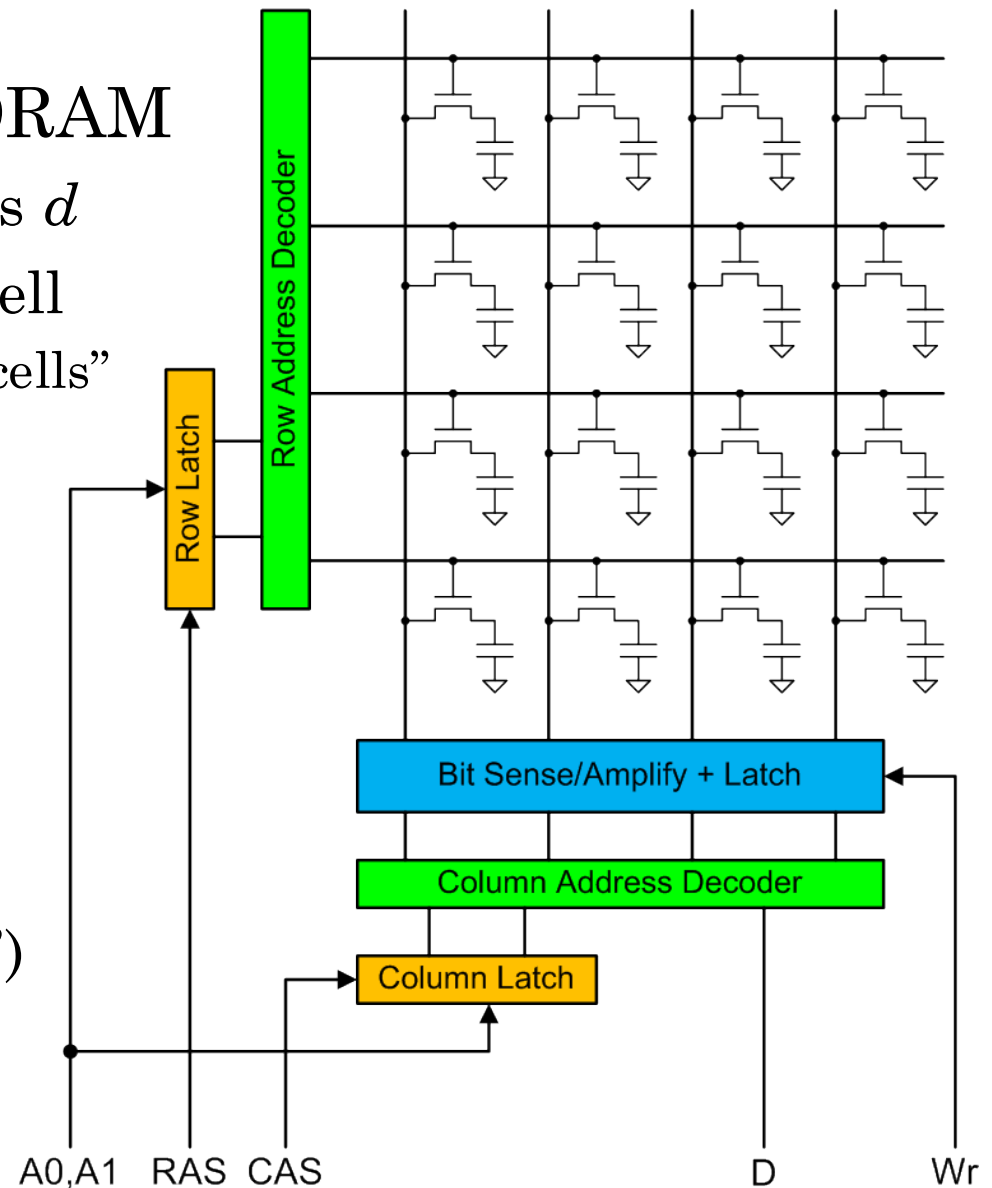 RAM
s d
ell
cells”
)
Row Address Decoder
Row Latch
Bit Sense/Amplify + Latch
Column Address Decoder
Column Latch
A0,A1 RAS CAS D Wr